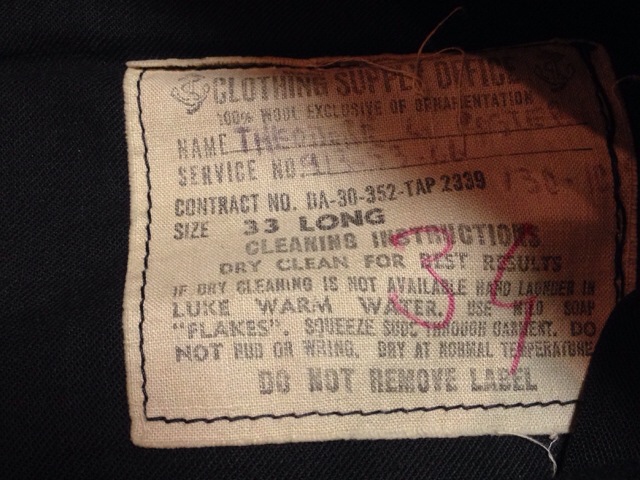 CLOTHING SUPPLY OFFICE
100% WOOL EXCLUSIVE OF ORNAMENTATION
NAME THEODORE
SERVICE NO.
CONTRACT NO. DA-30-352-TAP 2339
SIZE 33 LONG
34
CLEANING INSTRUCTIONS
DRY CLEAN FOR BEST RESULTS
IF DRY CLEANING IS NOT AVAILABLE HAND LAUNDER IN
LUKE WARM WATER. USE MILD SOAP
"FLAKES". SQUEEZE SUDS THROUGH GARMENT. DO
NOT RUB OR WRING. DRY AT NORMAL TEMPERATURE
DO NOT REMOVE LABEL